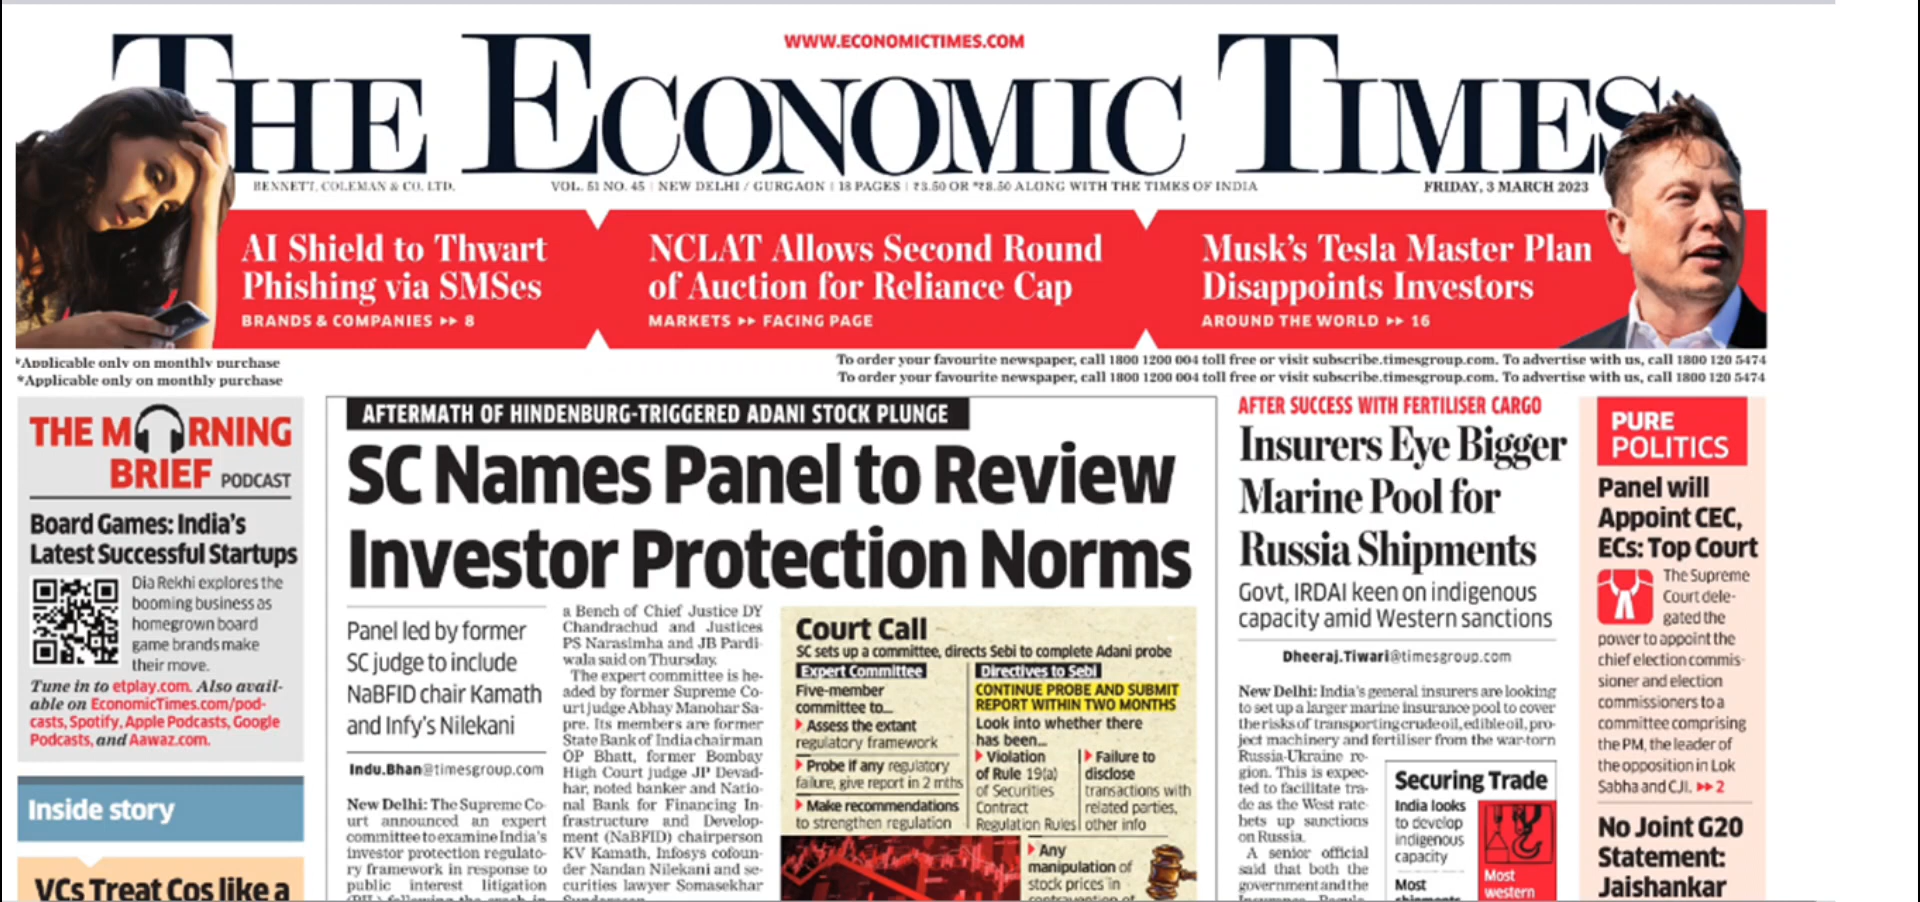 WWW.ECONOMICTIMES.COM
THE ECONOMIC TIMES
BENNETT, COLEMAN & CO. LTD.
VOL. 51 NO. 45 | NEW DELHI / GURGAON | 18 PAGES | ₹3.50 OR *₹8.50 ALONG WITH THE TIMES OF INDIA
FRIDAY, 3 MARCH 2023
AI Shield to Thwart
Phishing via SMSes
BRANDS & COMPANIES ▸▸ 8
NCLAT Allows Second Round
of Auction for Reliance Cap
MARKETS ▸▸ FACING PAGE
Musk's Tesla Master Plan
Disappoints Investors
AROUND THE WORLD ▸▸ 16
*Applicable only on monthly purchase
*Applicable only on monthly purchase
To order your favourite newspaper, call 1800 1200 004 toll free or visit subscribe.timesgroup.com. To advertise with us, call 1800 120 5474
To order your favourite newspaper, call 1800 1200 004 toll free or visit subscribe.timesgroup.com. To advertise with us, call 1800 120 5474
THE MORNING
BRIEF PODCAST
Board Games: India's
Latest Successful Startups
Dia Rekhi explores the
booming business as
homegrown board
game brands make
their move.
Tune in to etplay.com. Also avail-
able on EconomicTimes.com/pod-
casts, Spotify, Apple Podcasts, Google
Podcasts, and Aawaz.com.
Inside story
VCs Treat Cos like a
AFTERMATH OF HINDENBURG-TRIGGERED ADANI STOCK PLUNGE
SC Names Panel to Review
Investor Protection Norms
Panel led by former
SC judge to include
NaBFID chair Kamath
and Infy's Nilekani
Indu.Bhan@timesgroup.com
New Delhi: The Supreme Co-
urt announced an expert
committee to examine India's
investor protection regulato-
ry framework in response to
public interest litigation
(PIL) following the crash in
a Bench of Chief Justice DY
Chandrachud and Justices
PS Narasimha and JB Pardi-
wala said on Thursday.
The expert committee is he-
aded by former Supreme Co-
urt judge Abhay Manohar Sa-
pre. Its members are former
State Bank of India chairman
OP Bhatt, former Bombay
High Court judge JP Devad-
har, noted banker and Natio-
nal Bank for Financing In-
frastructure and Develop-
ment (NaBFID) chairperson
KV Kamath, Infosys cofoun-
der Nandan Nilekani and se-
curities lawyer Somasekhar
Court Call
SC sets up a committee, directs Sebi to complete Adani probe
Expert Committee
Five-member
committee to...
Assess the extant
regulatory framework
Probe if any regulatory
failure, give report in 2 mths
Make recommendations
to strengthen regulation
Directives to Sebi
CONTINUE PROBE AND SUBMIT
REPORT WITHIN TWO MONTHS
Look into whether there
has been...
Violation
of Rule 19(a)
of Securities
Contract
Regulation Rules
Failure to
disclose
transactions with
related parties,
other info
Any
manipulation of
stock prices in
contravention of
AFTER SUCCESS WITH FERTILISER CARGO
Insurers Eye Bigger
Marine Pool for
Russia Shipments
Govt, IRDAI keen on indigenous
capacity amid Western sanctions
Dheeraj.Tiwari@timesgroup.com
New Delhi: India's general insurers are looking
to set up a larger marine insurance pool to cover
the risks of transporting crude oil, edible oil, pro-
ject machinery and fertiliser from the war-torn
Russia-Ukraine re-
gion. This is expec-
ted to facilitate tra-
de as the West ratc-
hets up sanctions
on Russia.
A senior official
said that both the
government and the
Securing Trade
India looks
to develop
indigenous
capacity
Most
shipments
Most
western
PURE
POLITICS
Panel will
Appoint CEC,
ECs: Top Court
The Supreme
Court dele-
gated the
power to appoint the
chief election commis-
sioner and election
commissioners to a
committee comprising
the PM, the leader of
the opposition in Lok
Sabha and CJI. ▸▸ 2
No Joint G20
Statement:
Jaishankar